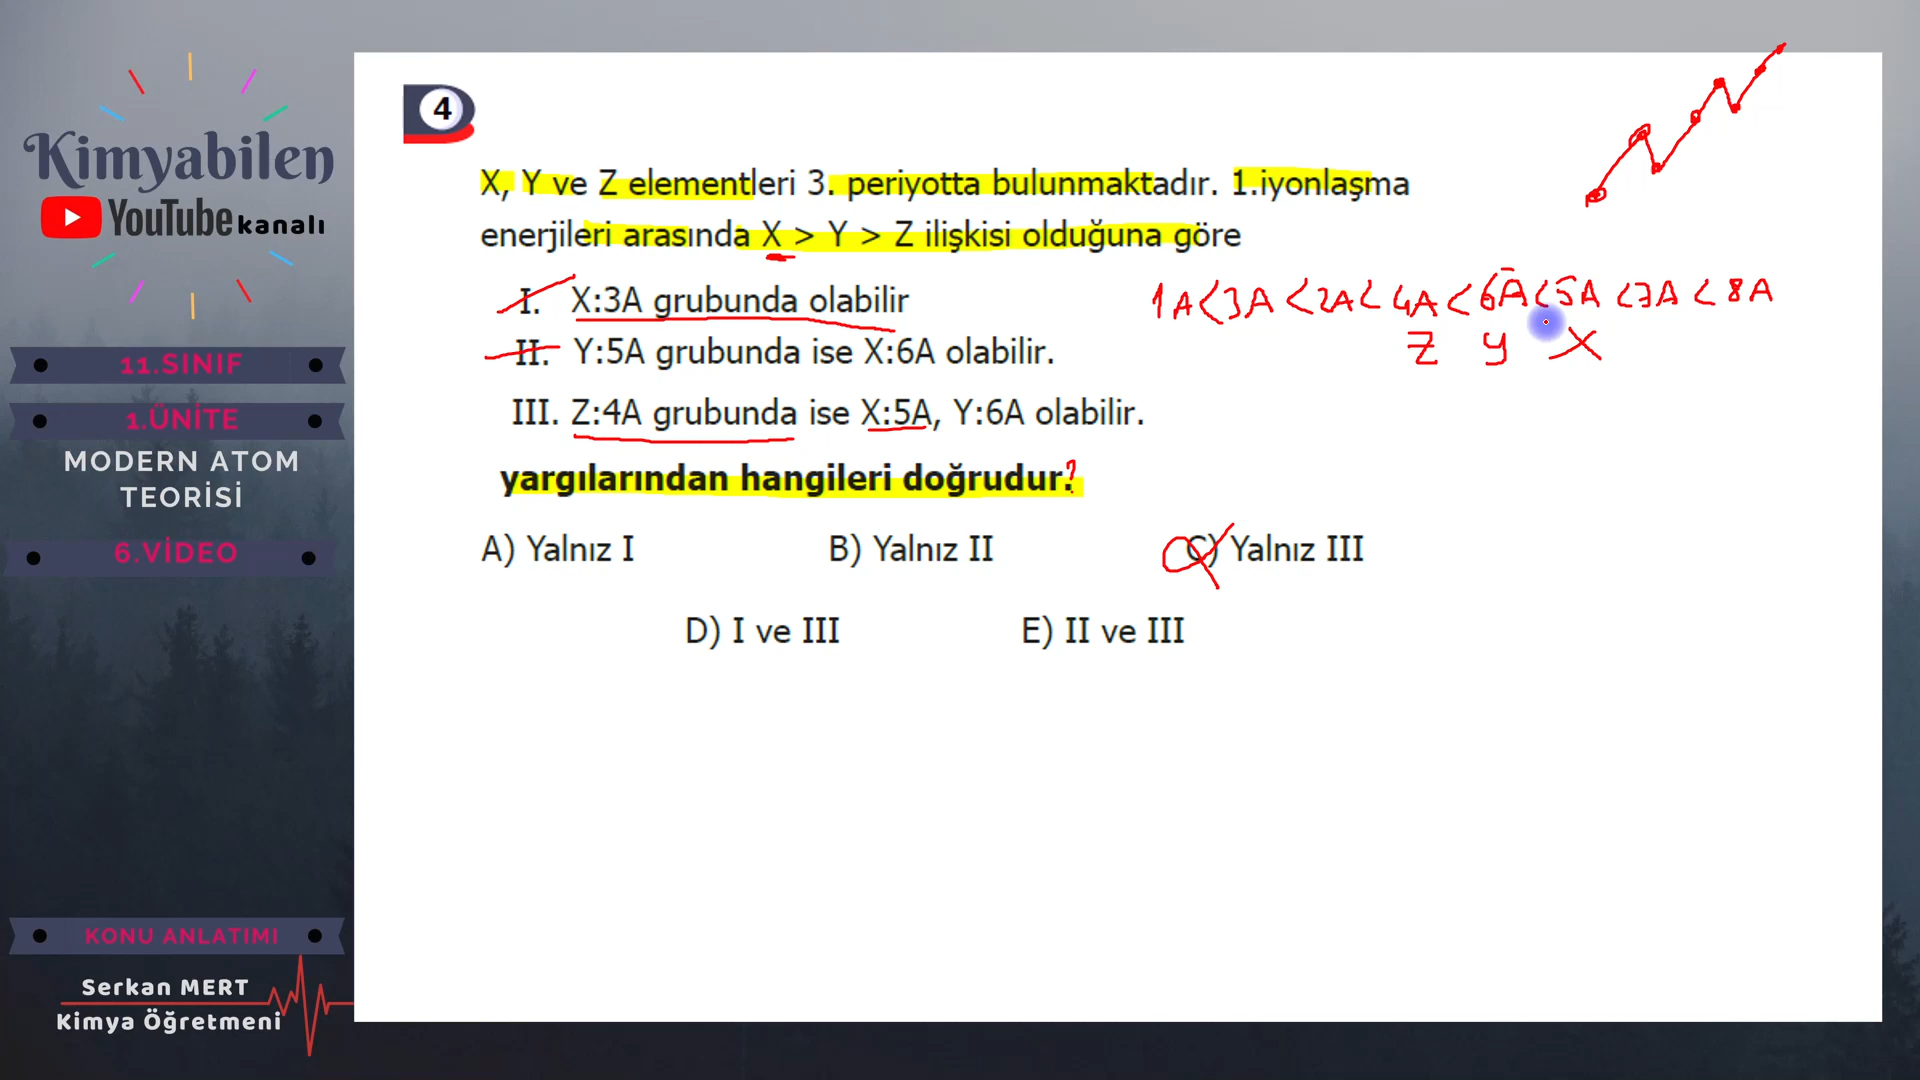 Kimyabilen
YouTube kanalı
11.SINIF
1.ÜNİTE
MODERN ATOM
TEORİSİ
6.VİDEO
KONU ANLATIMI
Serkan MERT
Kimya Öğretmeni
4
X, Y ve Z elementleri 3. periyotta bulunmaktadır. 1.iyonlaşma
enerjileri arasında X > Y > Z ilişkisi olduğuna göre
I. X:3A grubunda olabilir
II. Y:5A grubunda ise X:6A olabilir.
III. Z:4A grubunda ise X:5A, Y:6A olabilir.
yargılarından hangileri doğrudur.?
1A<3A<2A<4A<6A<5A<7A<8A
Z Y X
A) Yalnız I B) Yalnız II C) Yalnız III
D) I ve III E) II ve III